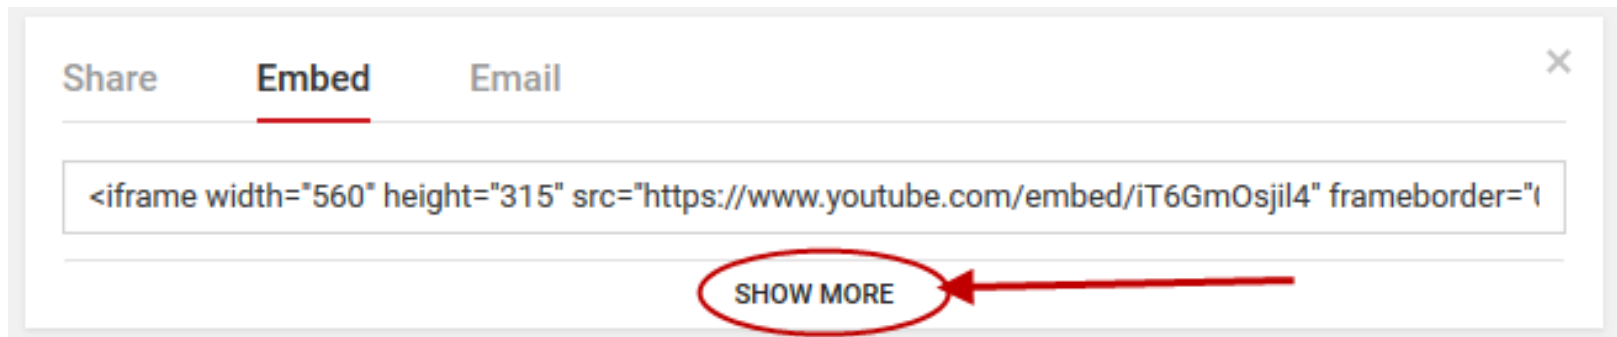 Share Embed Email
<iframe width="560" height="315" src="https://www.youtube.com/embed/iT6GmOsjil4" frameborder="
SHOW MORE